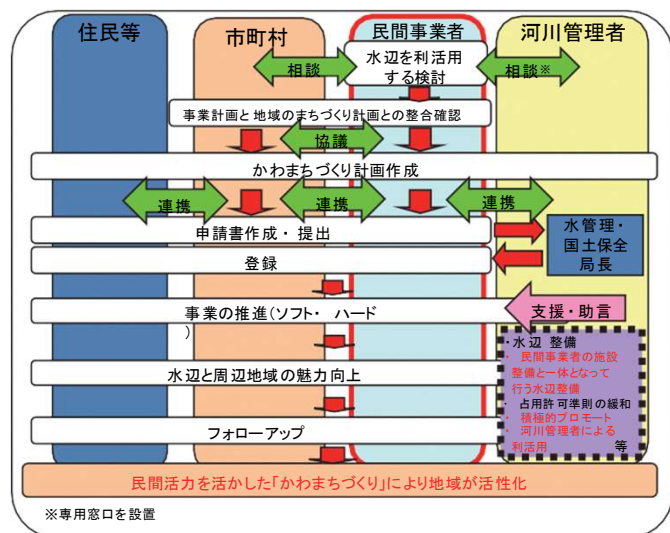 住民等
市町村
民間事業者
河川管理者
水辺を利活用
する検討
相談
相談※
事業計画と地域のまちづくり計画との整合確認
協議
かわまちづくり計画作成
連携
連携
連携
申請書作成・提出
水管理・
国土保全
局長
登録
事業の推進(ソフト・ ハード
)
支援・助言
・水辺 整備
・ 民間事業者の施設
整備と一体となって
行う水辺整備
・ 占用許可準則の緩和
・ 積極的プロモート
・ 河川管理者による
利活用 等
水辺と周辺地域の魅力向上
フォローアップ
民間活力を活かした「かわまちづくり」により地域が活性化
※専用窓口を設置